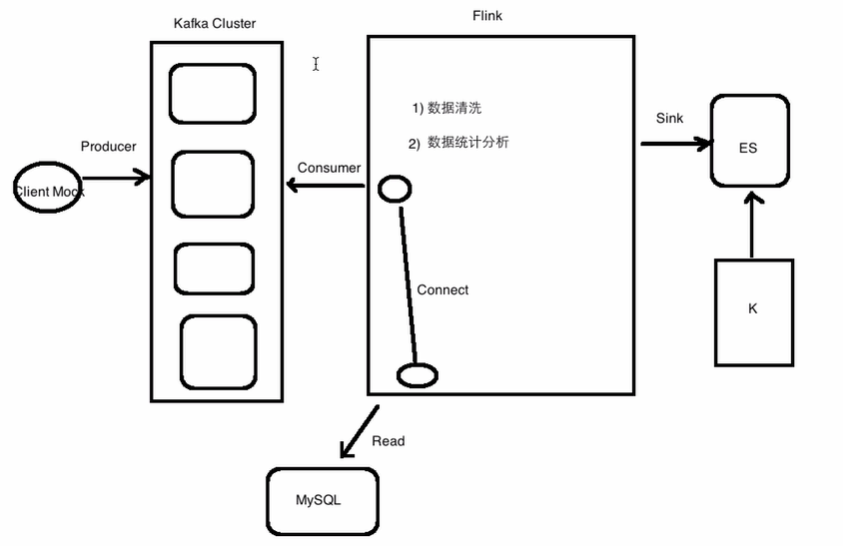 Kafka Cluster
Flink
1) 数据清洗
2) 数据统计分析
Producer
Client Mock
Consumer
Sink
ES
Connect
K
Read
MySQL